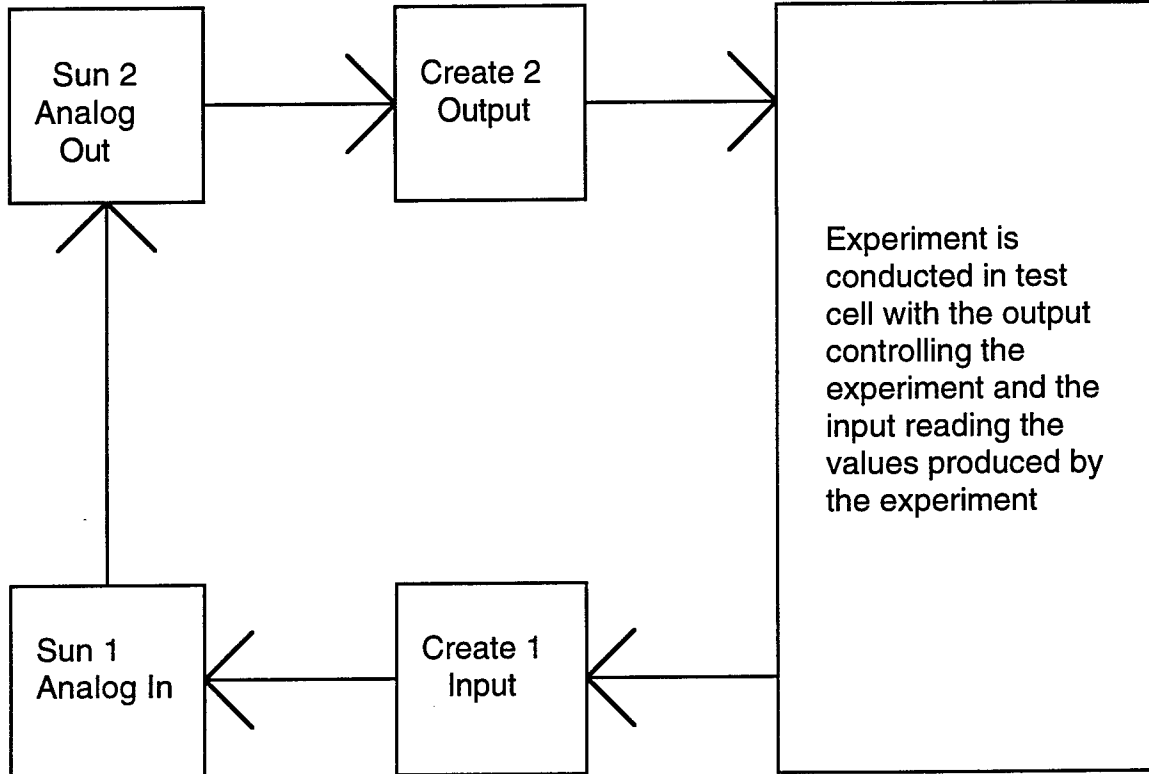 Sun 2
Analog
Out
Create 2
Output
Experiment is
conducted in test
cell with the output
controlling the
experiment and the
input reading the
values produced by
the experiment
Sun 1
Analog In
Create 1
Input